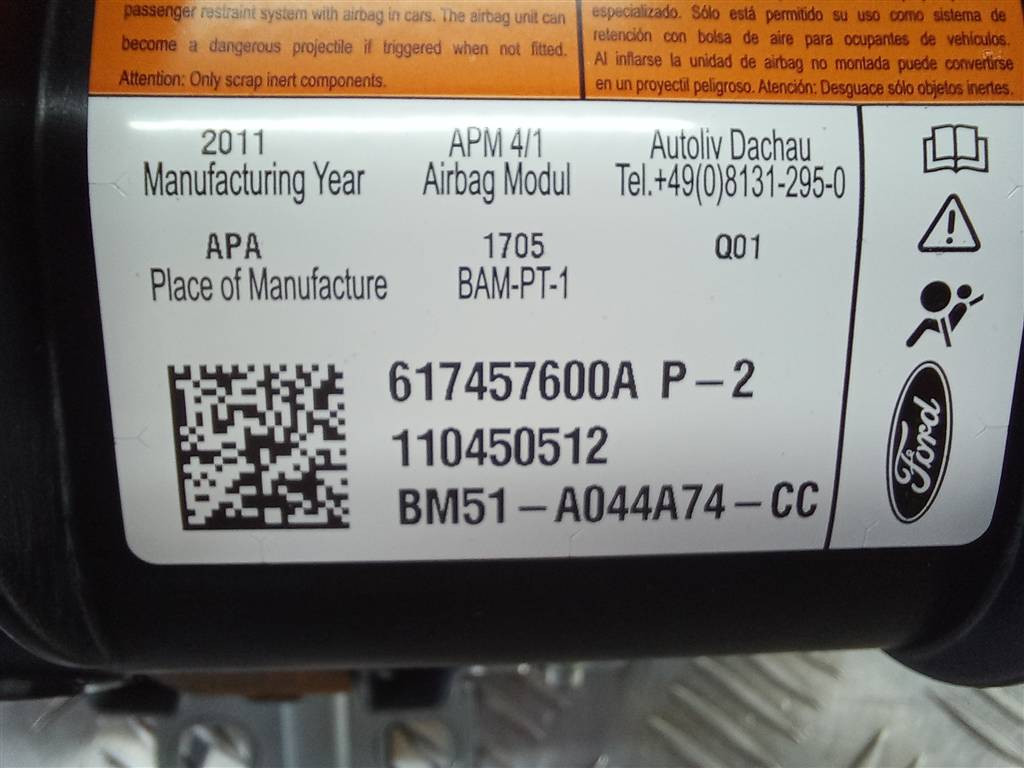 passenger restraint system with airbag in cars. The airbag unit can
become a dangerous projectile if triggered when not fitted.
Attention: Only scrap inert components.
especializado. Sólo está permitido su uso como sistema de
retención con bolsa de aire para ocupantes de vehículos.
Al inflarse la unidad de airbag no montada puede convertirse
en un proyectil peligroso. Atención: Desguace sólo objetos inertes.
2011
Manufacturing Year
APM 4/1
Airbag Modul
Autoliv Dachau
Tel.+49(0)8131-295-0
APA
Place of Manufacture
1705
BAM-PT-1
Q01
617457600A P-2
110450512
BM51-A044A74-CC
Ford